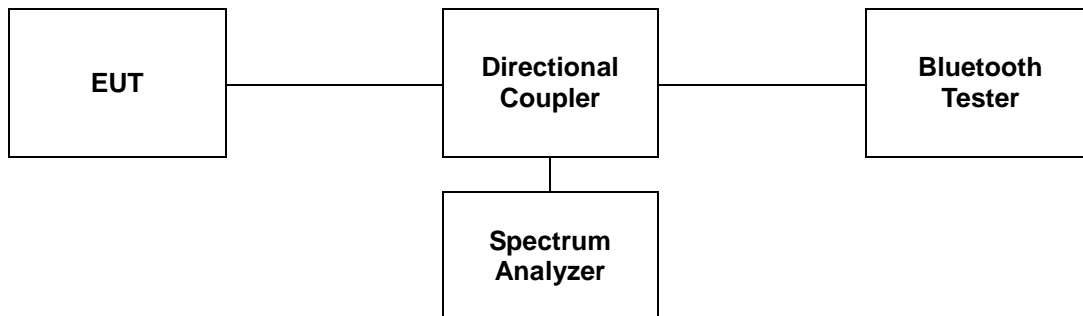 EUT
Directional
Coupler
Bluetooth
Tester
Spectrum
Analyzer